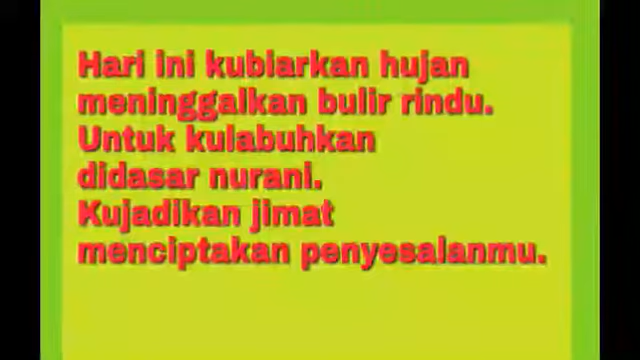 Hari ini kubiarkan hujan
meninggalkan bulir rindu.
Untuk kulabuhkan
didasar nurani.
Kujadikan jimat
menciptakan penyesalanmu.